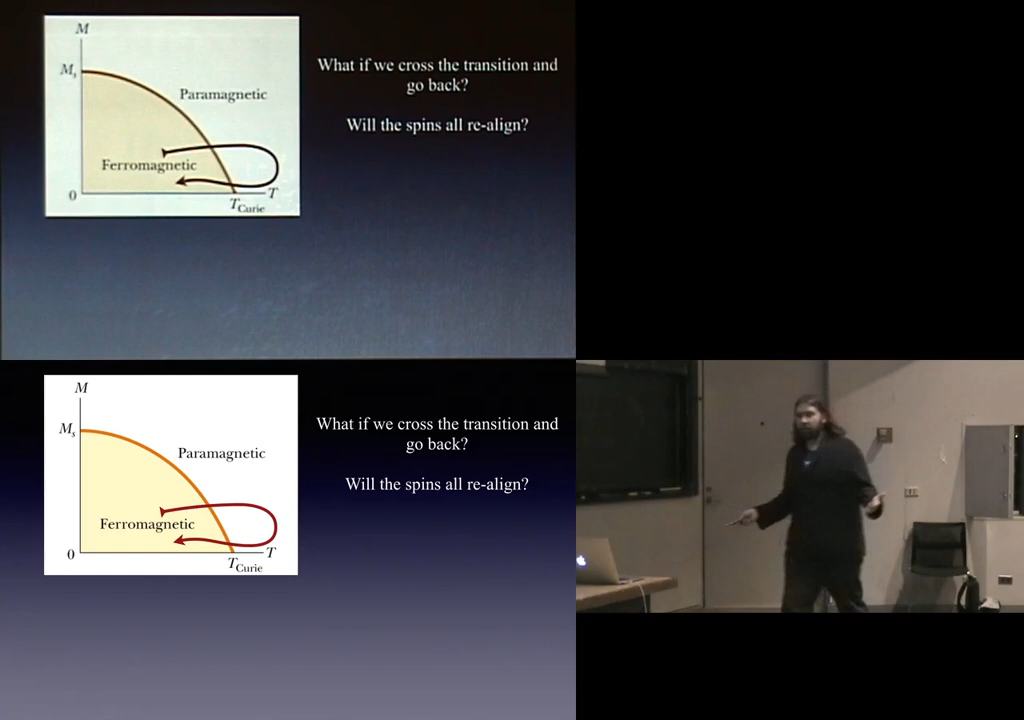 M
M_s
Paramagnetic
Ferromagnetic
0
T
T_Curie
What if we cross the transition and
go back?
Will the spins all re-align?
M
M_s
Paramagnetic
Ferromagnetic
0
T
T_Curie
What if we cross the transition and
go back?
Will the spins all re-align?